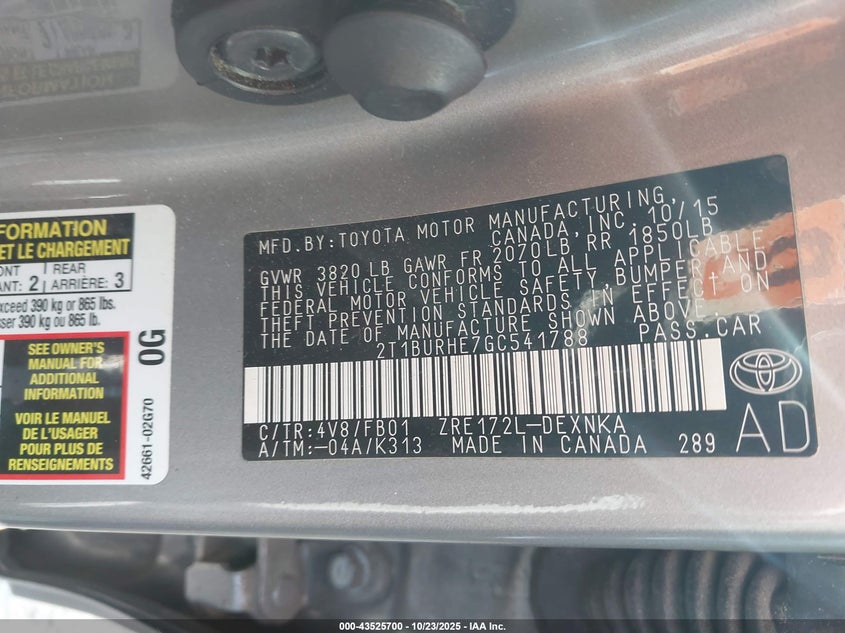 MFD. BY: TOYOTA MOTOR MANUFACTURING,
CANADA, INC. 10/15
GVWR 3820 LB GAWR FR 2070LB RR 1850LB
THIS VEHICLE CONFORMS TO ALL APPLICABLE
FEDERAL MOTOR VEHICLE SAFETY, BUMPER AND
THEFT PREVENTION STANDARDS IN EFFECT ON
THE DATE OF MANUFACTURE SHOWN ABOVE.
2T1BURHE7GC541788 PASS. CAR
C/TR:4V8/FB01 ZRE172L-DEXNKA
A/TM:-04A/K313 MADE IN CANADA 289
AD
FORMATION
ET LE CHARGEMENT
ONT 2 REAR 3
ANT: ARRIÈRE:
xceed 390 kg or 865 lbs.
sser 390 kg ou 865 lb.
SEE OWNER'S
MANUAL FOR
ADDITIONAL
INFORMATION
VOIR LE MANUEL
DE L'USAGER
POUR PLUS DE
RENSEIGNEMENTS
0G
42661-02G70
000-43525700 - 10/23/2025 - IAA Inc.